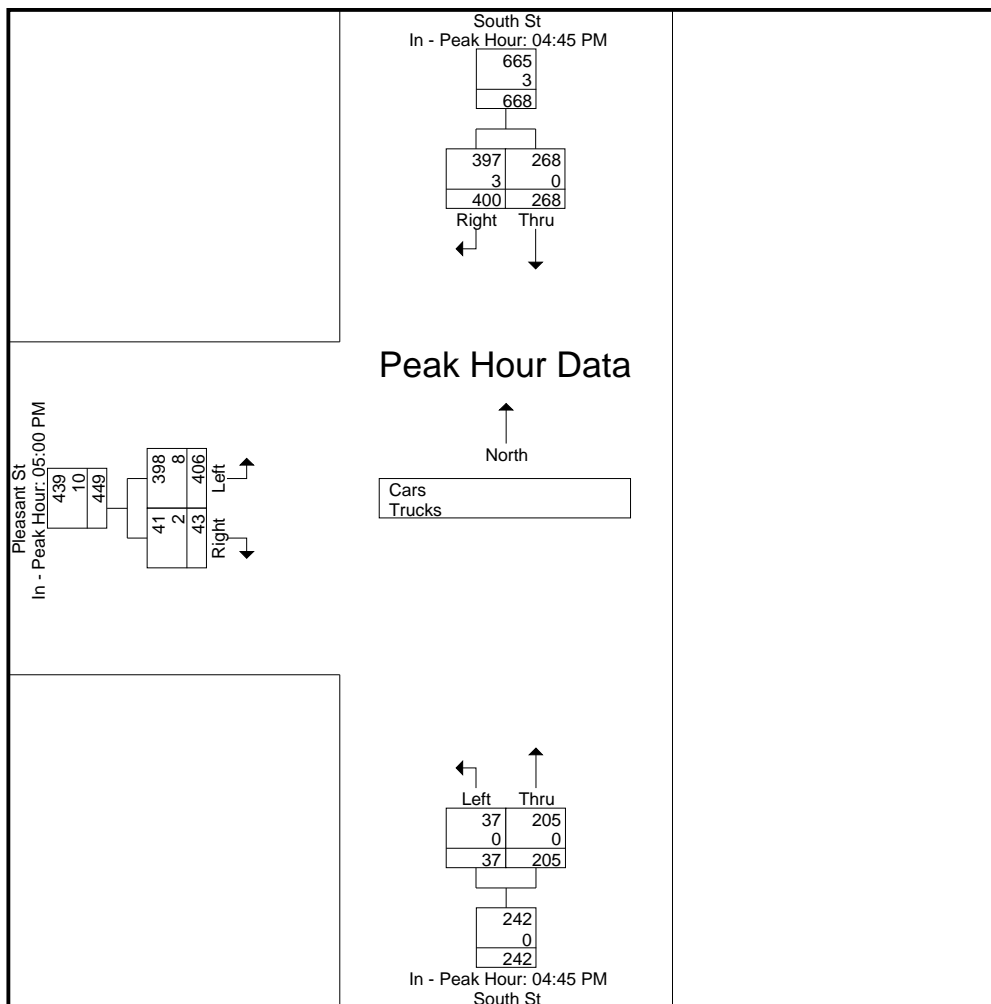 South St
In - Peak Hour: 04:45 PM
665
3
668
397 268
3 0
400 268
Right Thru
Peak Hour Data
North
Cars
Trucks
Pleasant St
In - Peak Hour: 05:00 PM
439
10
449
398
8
406
Left
41
2
43
Right
Left Thru
37 205
0 0
37 205
242
0
242
In - Peak Hour: 04:45 PM
South St